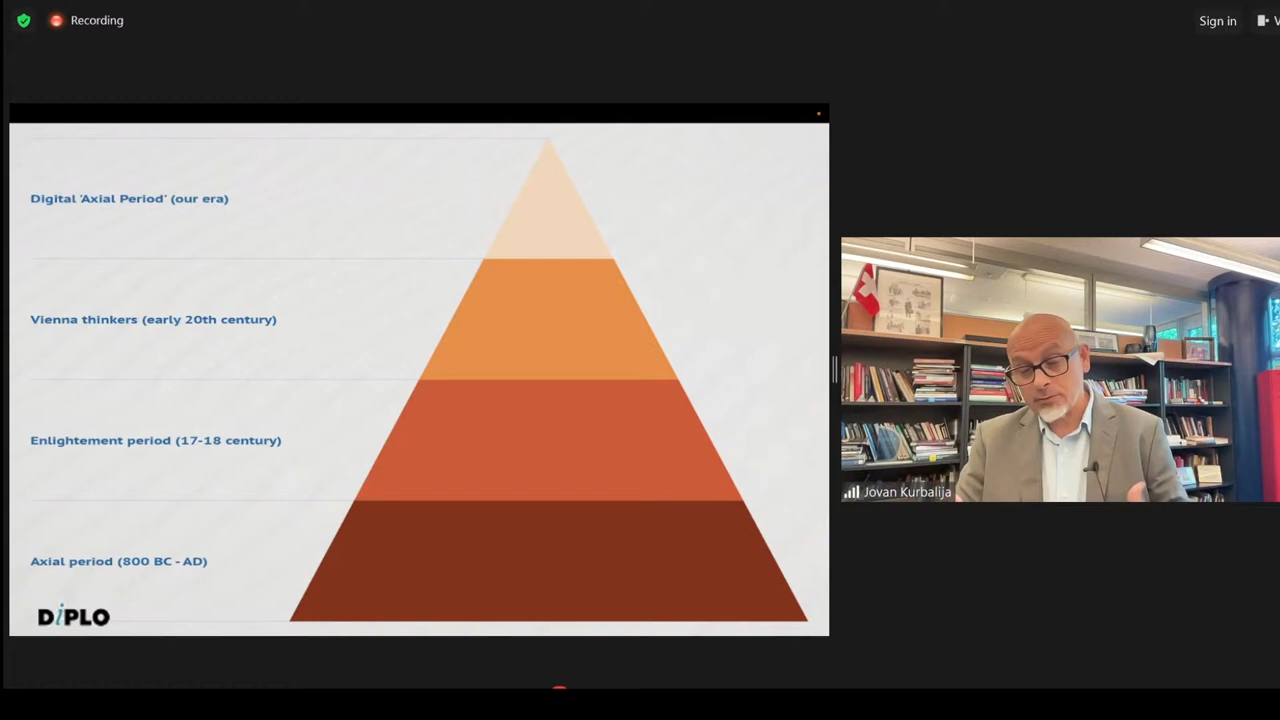 Recording
Sign in
Digital 'Axial Period' (our era)
Vienna thinkers (early 20th century)
Enlightement period (17-18 century)
Axial period (800 BC - AD)
DiPLO
Jovan Kurbalija